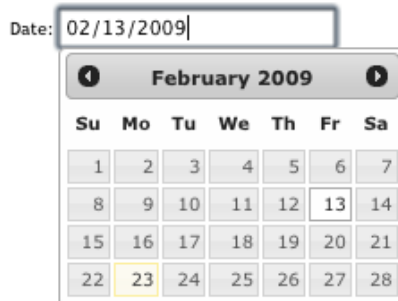 Date: 02/13/2009
February 2009
Su Mo Tu We Th Fr Sa
1 2 3 4 5 6 7
8 9 10 11 12 13 14
15 16 17 18 19 20 21
22 23 24 25 26 27 28